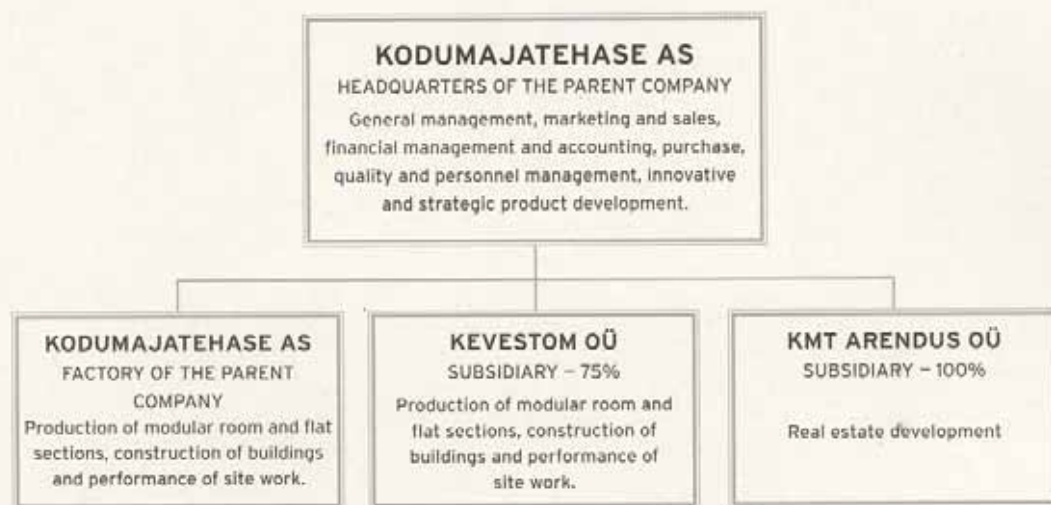 KODUMAJATEHASE AS
HEADQUARTERS OF THE PARENT COMPANY
General management, marketing and sales,
financial management and accounting, purchase,
quality and personnel management, innovative
and strategic product development.
KODUMAJATEHASE AS
FACTORY OF THE PARENT
COMPANY
Production of modular room and flat
sections, construction of buildings
and performance of site work.
KEVESTOM OÜ
SUBSIDIARY – 75%
Production of modular room and
flat sections, construction of
buildings and performance of
site work.
KMT ARENDUS OÜ
SUBSIDIARY – 100%
Real estate development